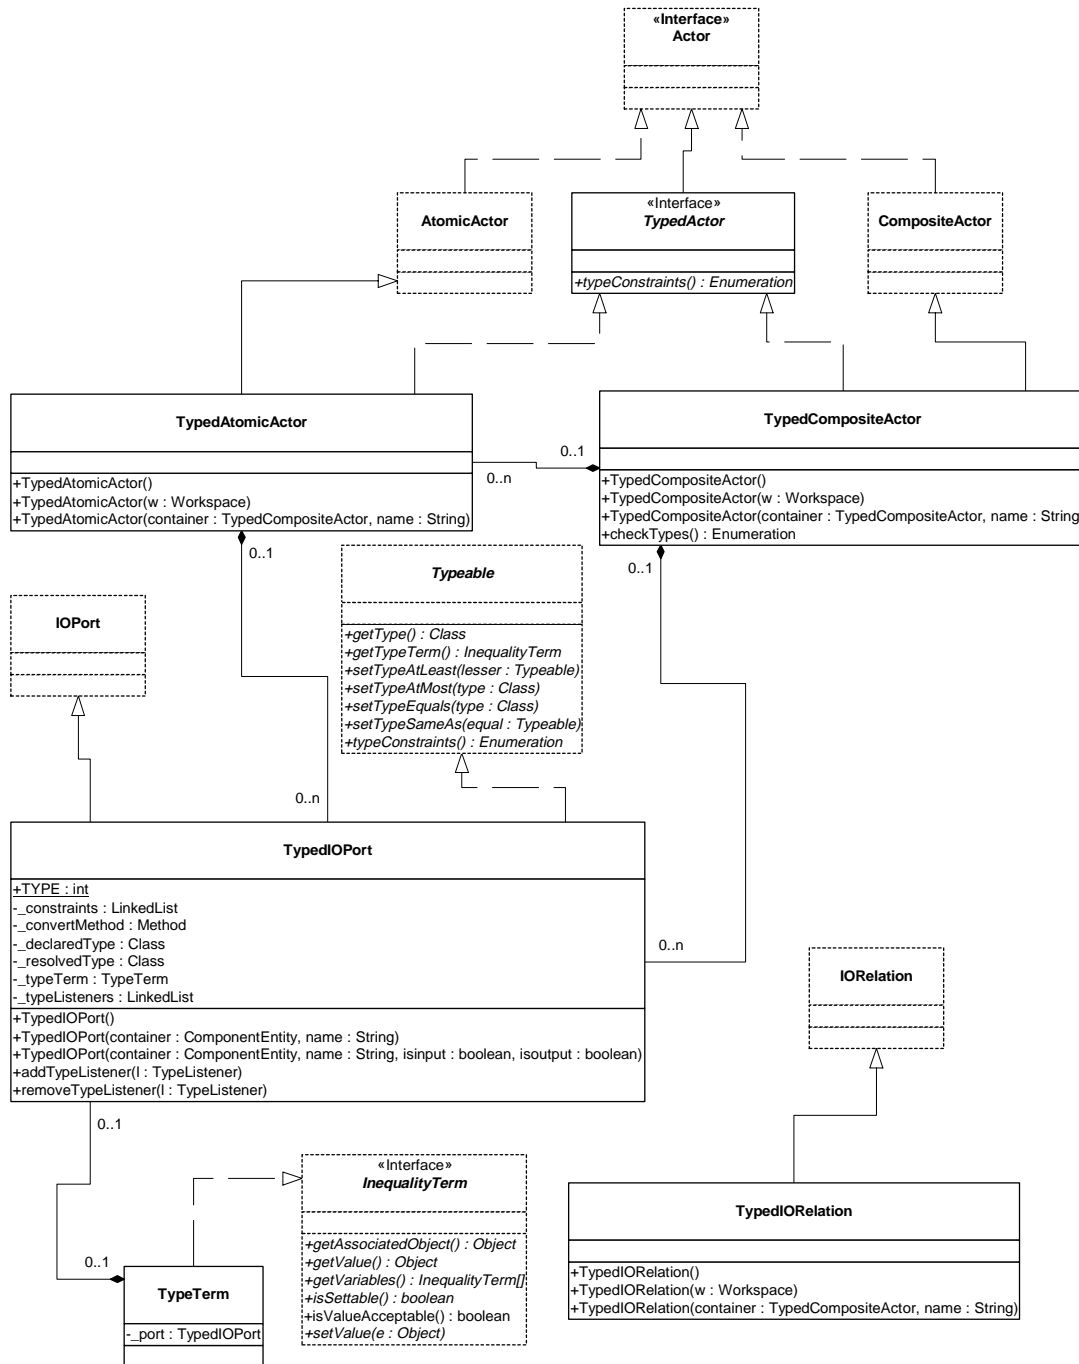 «Interface»
Actor
AtomicActor
«Interface»
TypedActor
+typeConstraints() : Enumeration
CompositeActor
TypedAtomicActor
+TypedAtomicActor()
+TypedAtomicActor(w : Workspace)
+TypedAtomicActor(container : TypedCompositeActor, name : String)
0..1
0..n
TypedCompositeActor
+TypedCompositeActor()
+TypedCompositeActor(w : Workspace)
+TypedCompositeActor(container : TypedCompositeActor, name : String
+checkTypes() : Enumeration
0..1
0..1
IOPort
Typeable
+getType() : Class
+getTypeTerm() : InequalityTerm
+setTypeAtLeast(lesser : Typeable)
+setTypeAtMost(type : Class)
+setTypeEquals(type : Class)
+setTypeSameAs(equal : Typeable)
+typeConstraints() : Enumeration
0..n
TypedIOPort
+TYPE : int
-_constraints : LinkedList
-_convertMethod : Method
-_declaredType : Class
-_resolvedType : Class
-_typeTerm : TypeTerm
-_typeListeners : LinkedList
+TypedIOPort()
+TypedIOPort(container : ComponentEntity, name : String)
+TypedIOPort(container : ComponentEntity, name : String, isinput : boolean, isoutput : boolean)
+addTypeListener(l : TypeListener)
+removeTypeListener(l : TypeListener)
0..n
IORelation
0..1
«Interface»
InequalityTerm
+getAssociatedObject() : Object
+getValue() : Object
+getVariables() : InequalityTerm[]
+isSettable() : boolean
+isValueAcceptable() : boolean
+setValue(e : Object)
0..1
TypeTerm
-_port : TypedIOPort
TypedIORelation
+TypedIORelation()
+TypedIORelation(w : Workspace)
+TypedIORelation(container : TypedCompositeActor, name : String)